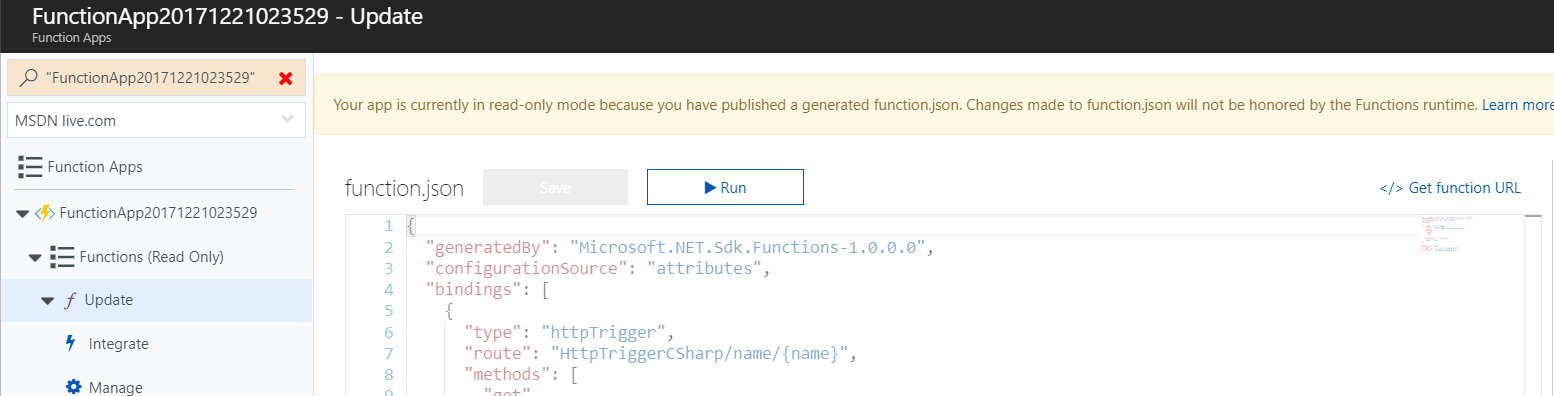 FunctionApp20171221023529 - Update
Function Apps
"FunctionApp20171221023529"
MSDN live.com
Function Apps
FunctionApp20171221023529
Functions (Read Only)
Update
Integrate
Manage
Your app is currently in read-only mode because you have published a generated function.json. Changes made to function.json will not be honored by the Functions runtime. Learn more
function.json
Save
Run
</> Get function URL
1 {
2 "generatedBy": "Microsoft.NET.Sdk.Functions-1.0.0.0",
3 "configurationSource": "attributes",
4 "bindings": [
5 {
6 "type": "httpTrigger",
7 "route": "HttpTriggerCSharp/name/{name}",
8 "methods": [
9 "get"